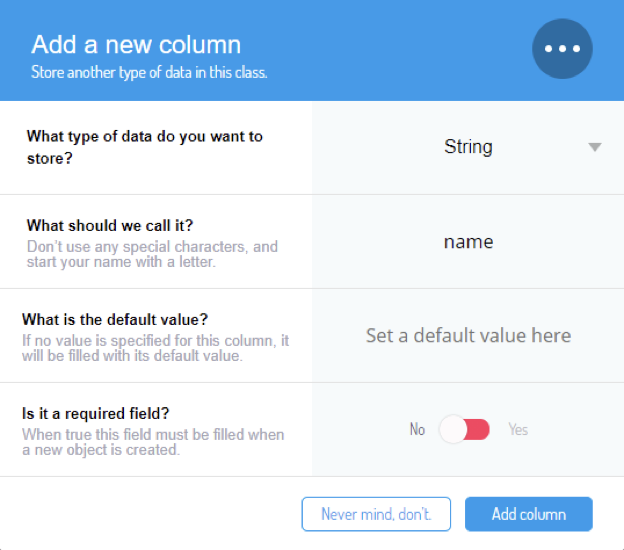 Add a new column
Store another type of data in this class.
What type of data do you want to
store?
String
What should we call it?
Don't use any special characters, and
start your name with a letter.
name
What is the default value?
If no value is specified for this column, it
will be filled with its default value.
Set a default value here
Is it a required field?
When true this field must be filled when
a new object is created.
No Yes
Never mind, don't. Add column